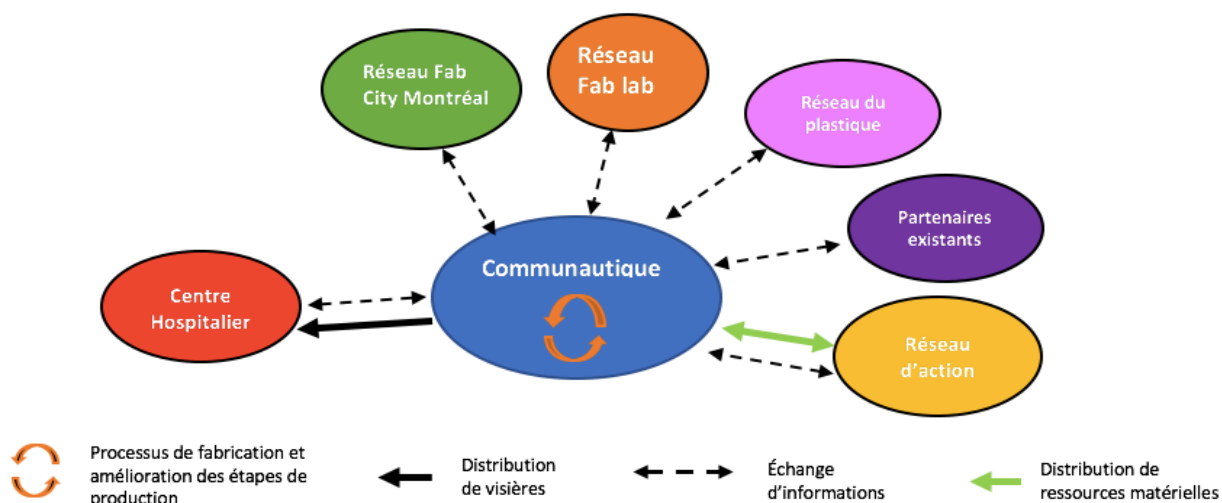 Réseau Fab
City Montréal
Réseau
Fab lab
Réseau du
plastique
Partenaires
existants
Communautique
Centre
Hospitalier
Réseau
d'action
Processus de fabrication et
amélioration des étapes de
production
Distribution
de visières
Échange
d'informations
Distribution de
ressources matérielles